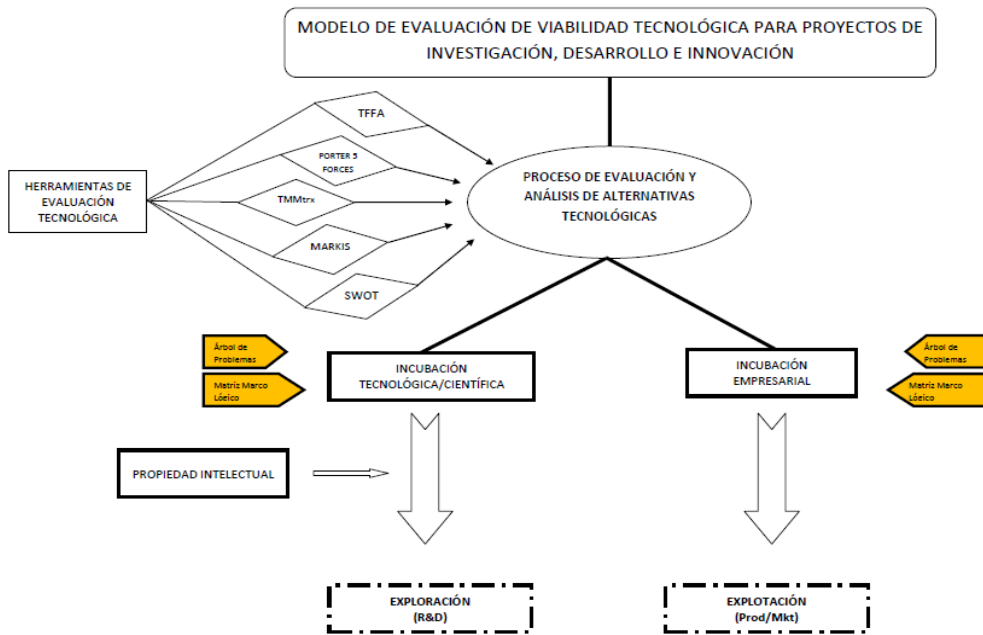 MODELO DE EVALUACIÓN DE VIABILIDAD TECNOLÓGICA PARA PROYECTOS DE
INVESTIGACIÓN, DESARROLLO E INNOVACIÓN
TFFA
PORTER 5
FORCES
TMMtrx
MARKIS
SWOT
HERRAMIENTAS DE
EVALUACIÓN
TECNOLÓGICA
PROCESO DE EVALUACIÓN Y
ANÁLISIS DE ALTERNATIVAS
TECNOLÓGICAS
Árbol de
Problemas
Matriz Marco
Lóeico
INCUBACIÓN
TECNOLÓGICA/CIENTÍFICA
INCUBACIÓN
EMPRESARIAL
Árbol de
Problemas
Matriz Marco
Lóeico
PROPIEDAD INTELECTUAL
EXPLORACIÓN
(R&D)
EXPLOTACIÓN
(Prod/Mkt)